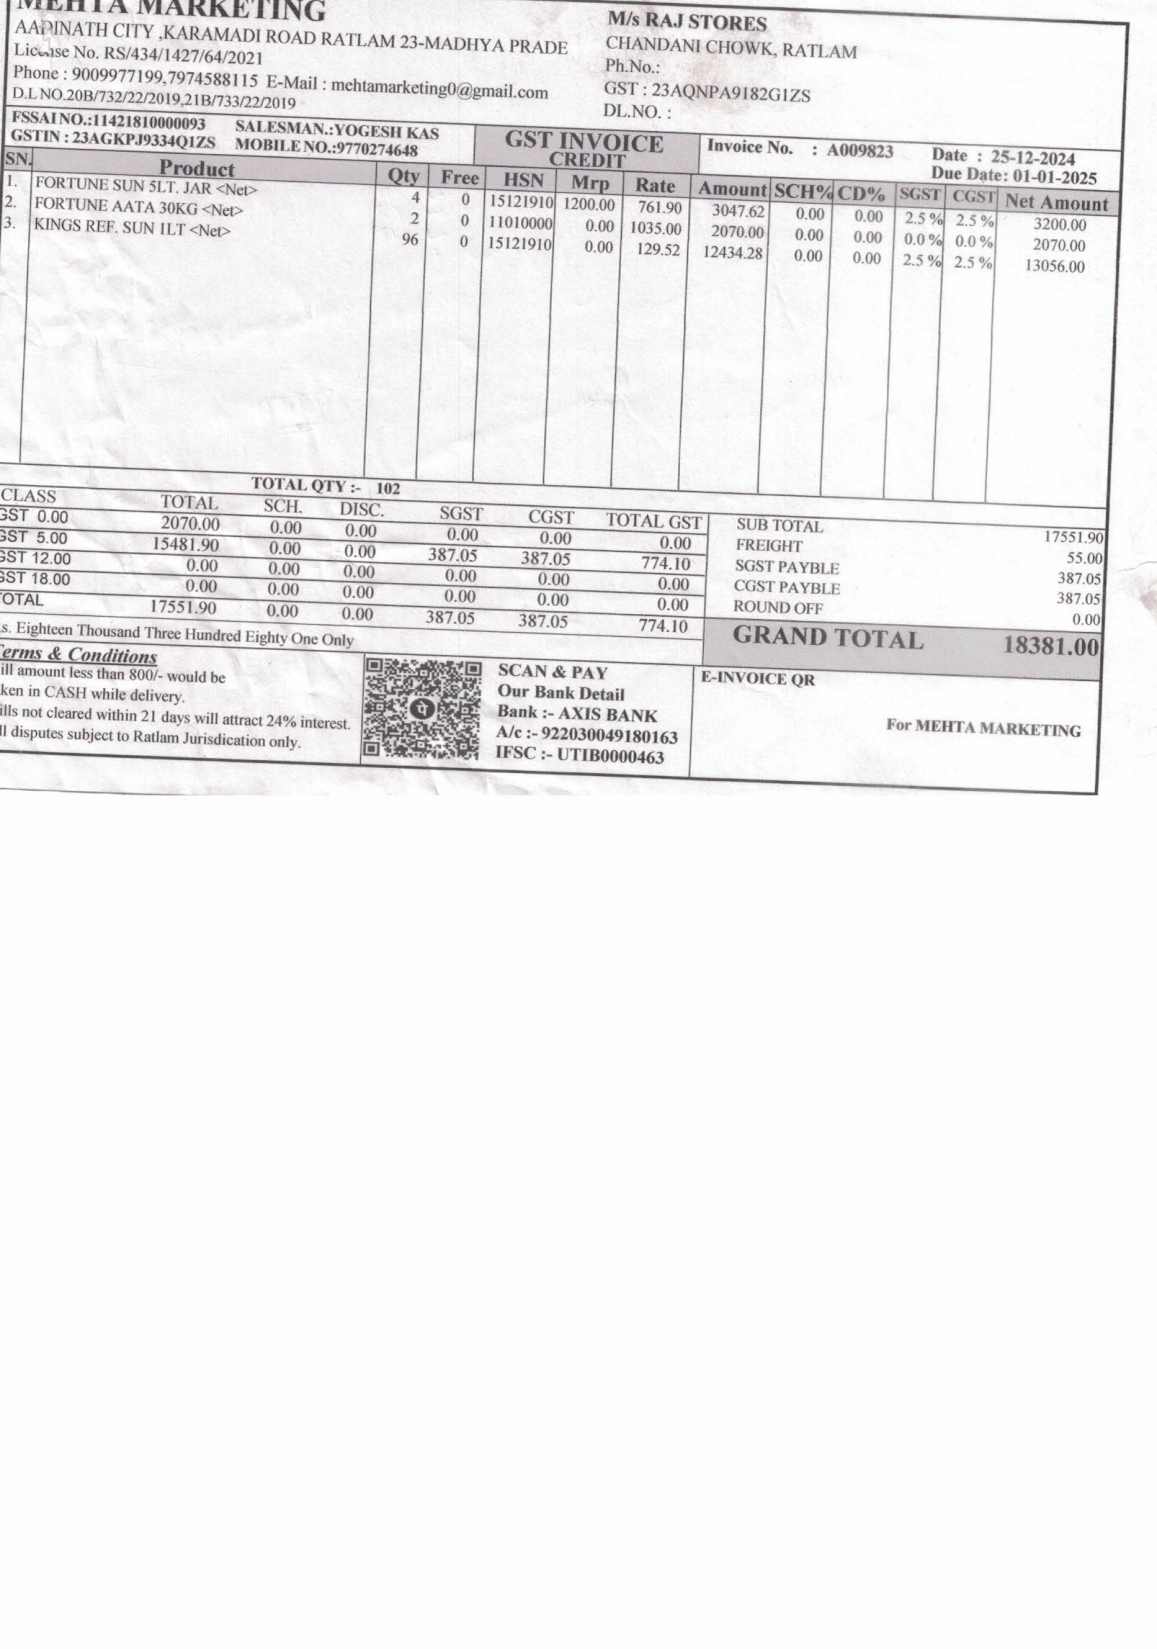 MEHTA MARKETING
AADINATH CITY ,KARAMADI ROAD RATLAM 23-MADHYA PRADE
License No. RS/434/1427/64/2021
Phone : 9009977199,7974588115 E-Mail : mehtamarketing0@gmail.com
D.L NO.20B/732/22/2019,21B/733/22/2019
M/s RAJ STORES
CHANDANI CHOWK, RATLAM
Ph.No.:
GST : 23AQNPA9182G1ZS
DL.NO. :
FSSAI NO.:11421810000093 SALESMAN.:YOGESH KAS
GSTIN : 23AGKPJ9334Q1ZS MOBILE NO.:9770274648
GST INVOICE
CREDIT
Invoice No. : A009823 Date : 25-12-2024
Due Date: 01-01-2025
SN. Product Qty Free HSN Mrp Rate Amount SCH% CD% SGST CGST Net Amount
1. FORTUNE SUN 5LT. JAR <Net> 4 0 15121910 1200.00 761.90 3047.62 0.00 0.00 2.5 % 2.5 % 3200.00
2. FORTUNE AATA 30KG <Net> 2 0 11010000 0.00 1035.00 2070.00 0.00 0.00 0.0 % 0.0 % 2070.00
3. KINGS REF. SUN 1LT <Net> 96 0 15121910 0.00 129.52 12434.28 0.00 0.00 2.5 % 2.5 % 13056.00
TOTAL QTY :- 102
CLASS TOTAL SCH. DISC. SGST CGST TOTAL GST
GST 0.00 2070.00 0.00 0.00 0.00 0.00 0.00
GST 5.00 15481.90 0.00 0.00 387.05 387.05 774.10
GST 12.00 0.00 0.00 0.00 0.00 0.00 0.00
GST 18.00 0.00 0.00 0.00 0.00 0.00 0.00
TOTAL 17551.90 0.00 0.00 387.05 387.05 774.10
s. Eighteen Thousand Three Hundred Eighty One Only
SUB TOTAL 17551.90
FREIGHT 55.00
SGST PAYBLE 387.05
CGST PAYBLE 387.05
ROUND OFF 0.00
GRAND TOTAL 18381.00
Terms & Conditions
ill amount less than 800/- would be
ken in CASH while delivery.
ills not cleared within 21 days will attract 24% interest.
ll disputes subject to Ratlam Jurisdication only.
पे
SCAN & PAY
Our Bank Detail
Bank :- AXIS BANK
A/c :- 922030049180163
IFSC :- UTIB0000463
E-INVOICE QR
For MEHTA MARKETING